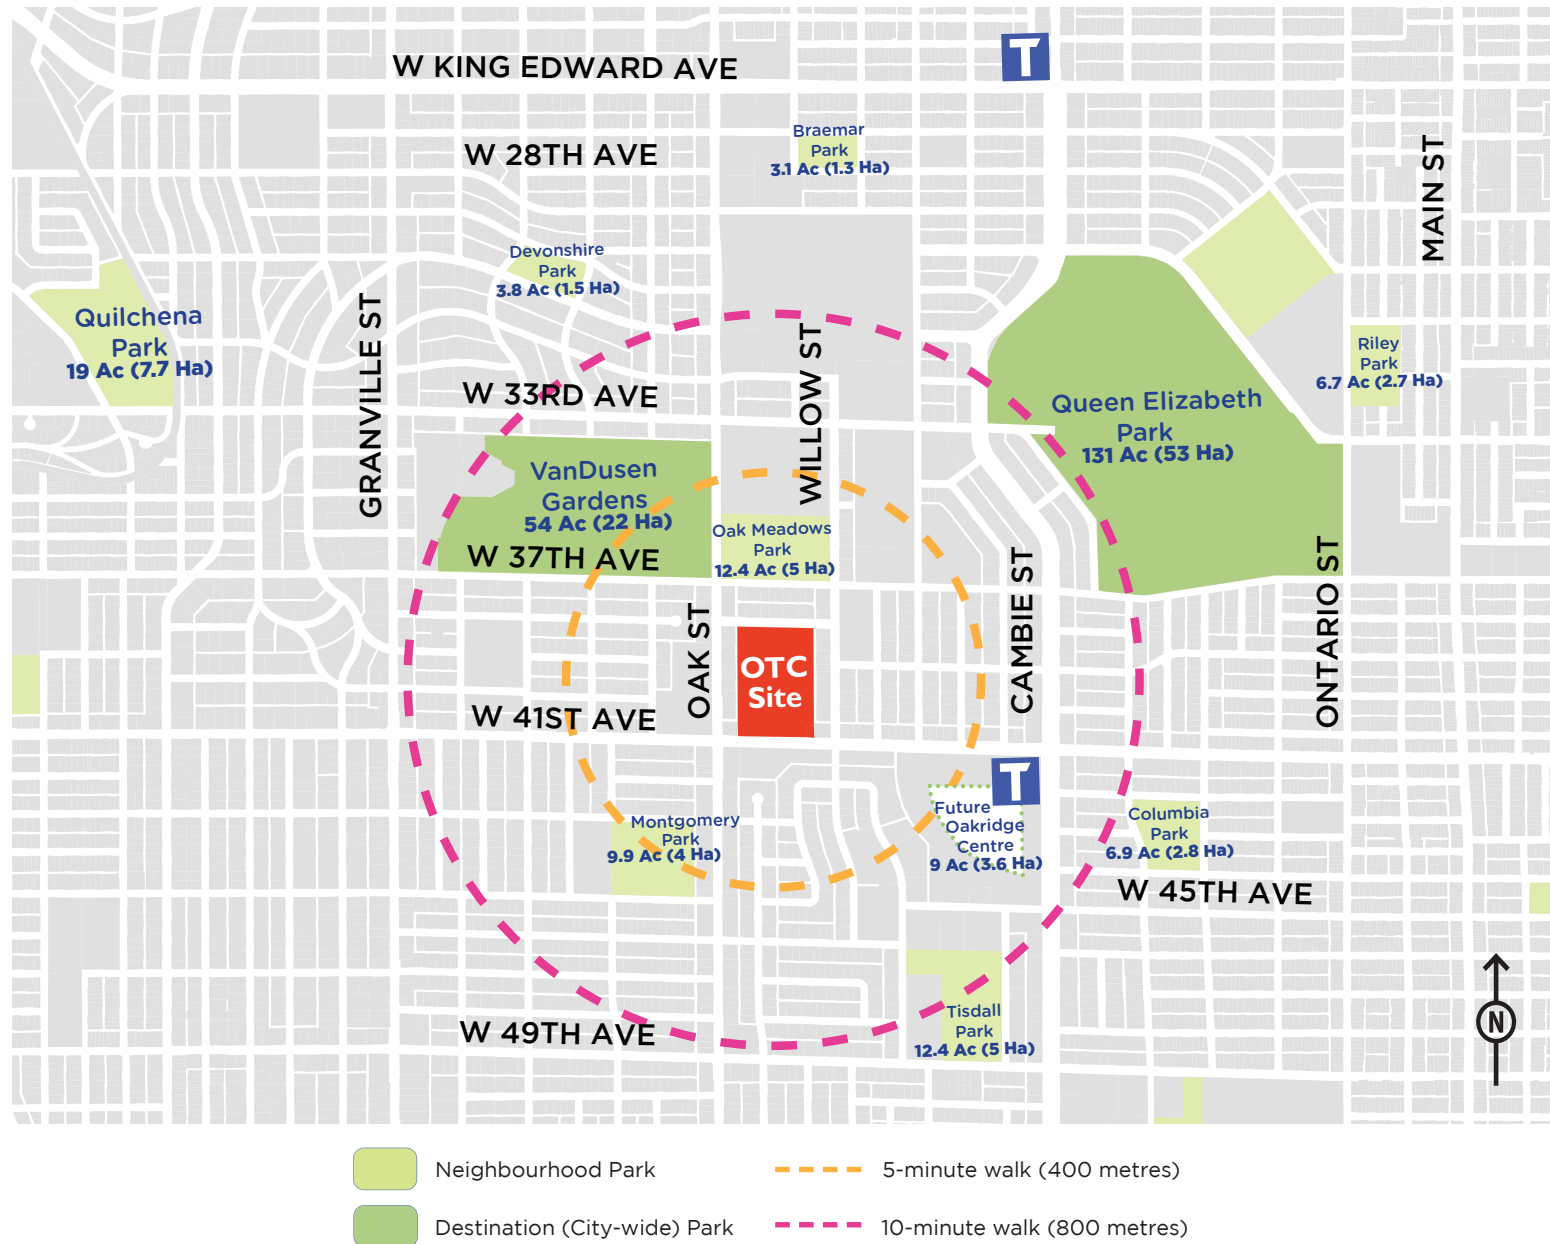 W KING EDWARD AVE
T
W 28TH AVE
Braemar
Park
3.1 Ac (1.3 Ha)
MAIN ST
Devonshire
Park
3.8 Ac (1.5 Ha)
Quilchena
Park
19 Ac (7.7 Ha)
GRANVILLE ST
W 33RD AVE
WILLOW ST
Queen Elizabeth
Park
131 Ac (53 Ha)
Riley
Park
6.7 Ac (2.7 Ha)
VanDusen
Gardens
54 Ac (22 Ha)
W 37TH AVE
Oak Meadows
Park
12.4 Ac (5 Ha)
OAK ST
OTC
Site
CAMBIE ST
ONTARIO ST
W 41ST AVE
T
Montgomery
Park
9.9 Ac (4 Ha)
Future
Oakridge
Centre
9 Ac (3.6 Ha)
Columbia
Park
6.9 Ac (2.8 Ha)
W 45TH AVE
W 49TH AVE
Tisdall
Park
12.4 Ac (5 Ha)
N
Neighbourhood Park
5-minute walk (400 metres)
Destination (City-wide) Park
10-minute walk (800 metres)